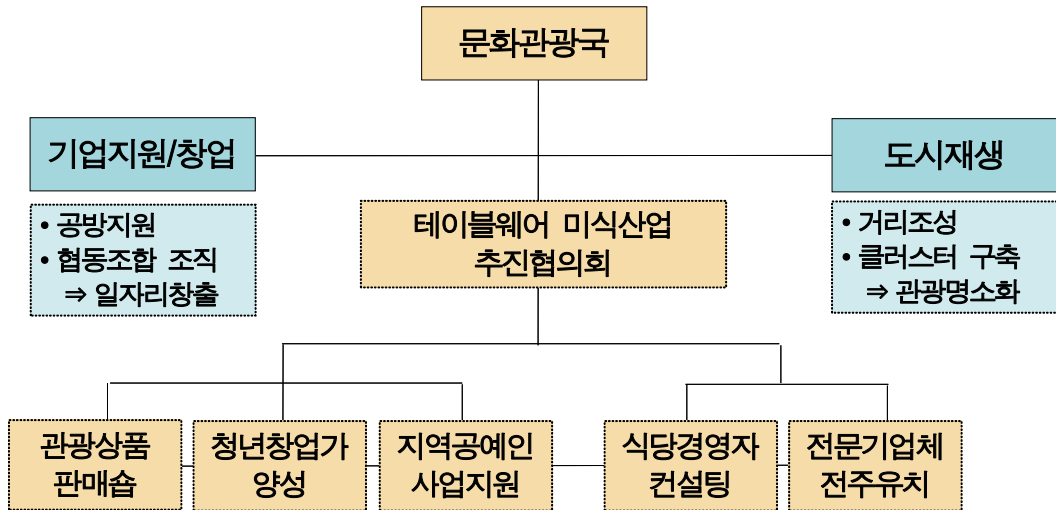 문화관광국
기업지원/창업
도시재생
• 공방지원
• 협동조합 조직
⇒ 일자리창출
테이블웨어 미식산업
추진협의회
• 거리조성
• 클러스터 구축
⇒ 관광명소화
관광상품
판매숍
청년창업가
양성
지역공예인
사업지원
식당경영자
컨설팅
전문기업체
전주유치